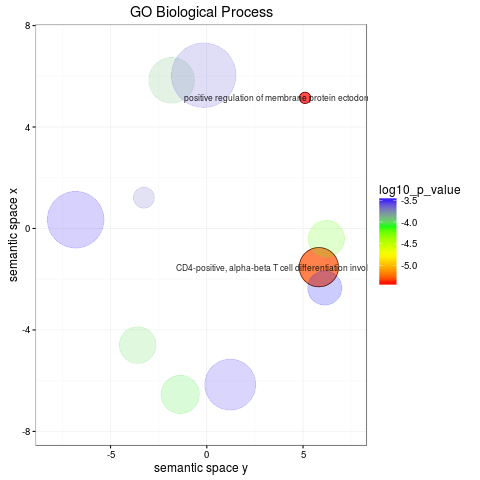 GO Biological Process
8
4
0
-4
-8
semantic space x
positive regulation of membrane protein ectodon
CD4-positive, alpha-beta T cell differentiation invol
-5
0
5
semantic space y
log10_p_value
-3.5
-4.0
-4.5
-5.0